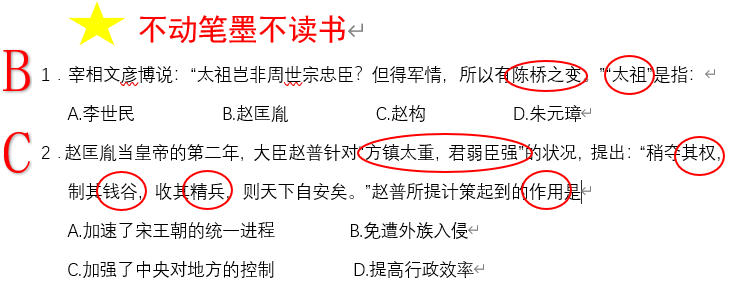 不动笔墨不读书
B
1．宰相文彦博说：“太祖岂非周世宗忠臣？但得军情，所以有陈桥之变。”“太祖”是指：
A.李世民 B.赵匡胤 C.赵构 D.朱元璋
C
2．赵匡胤当皇帝的第二年，大臣赵普针对“方镇太重，君弱臣强”的状况，提出：“稍夺其权，
制其钱谷，收其精兵，则天下自安矣。”赵普所提计策起到的作用是
A.加速了宋王朝的统一进程 B.免遭外族入侵
C.加强了中央对地方的控制 D.提高行政效率